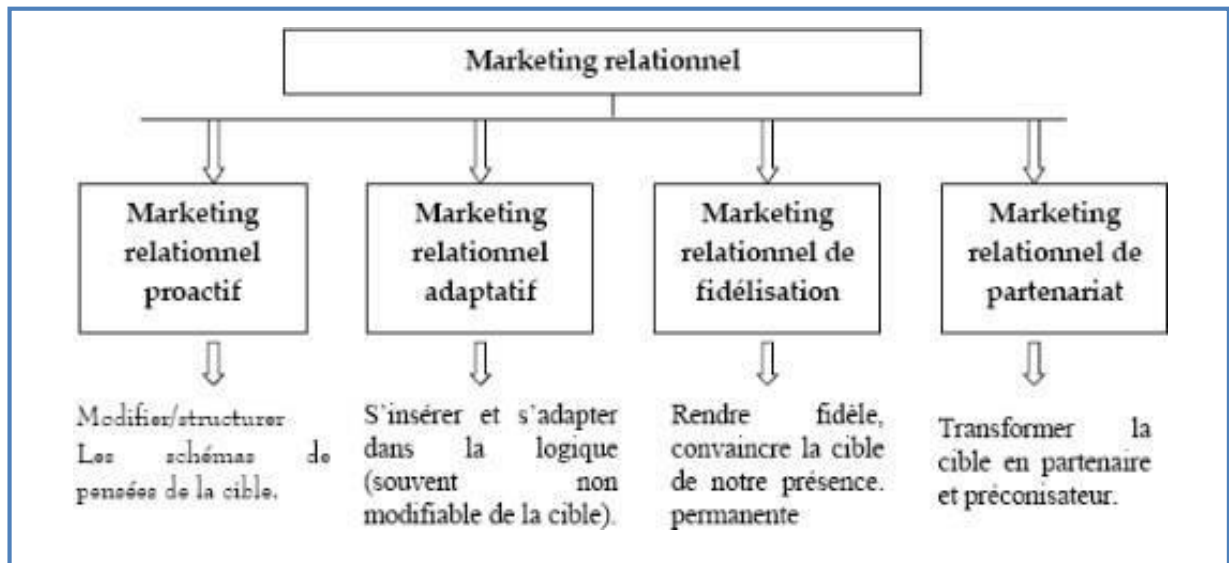 Marketing relationnel
Marketing
relationnel
proactif
Marketing
relationnel
adaptatif
Marketing
relationnel de
fidélisation
Marketing
relationnel de
partenariat
Modifier/structurer
Les schémas de
pensées de la cible.
S'insérer et s'adapter
dans la logique
(souvent non
modifiable de la cible).
Rendre fidèle,
convaincre la cible
de notre présence.
permanente
Transformer la
cible en partenaire
et préconisateur.